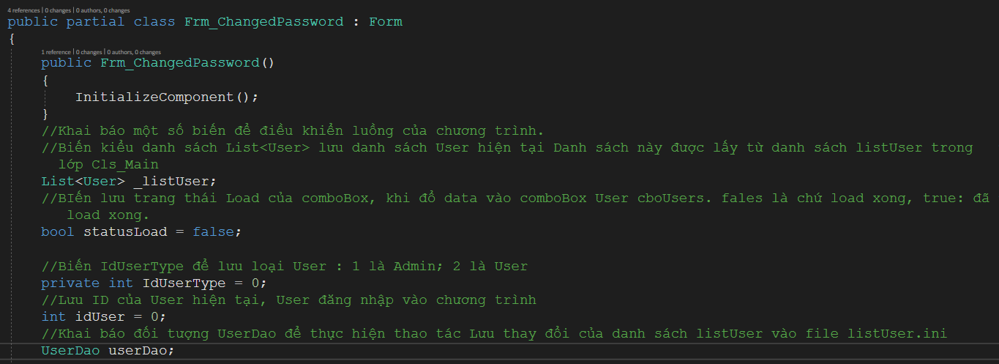 4 references | 0 changes | 0 authors, 0 changes
public partial class Frm_ChangedPassword : Form
{
1 reference | 0 changes | 0 authors, 0 changes
public Frm_ChangedPassword()
{
InitializeComponent();
}
//Khai báo một số biến để điều khiển luồng của chương trình.
//Biến kiểu danh sách List<User> lưu danh sách User hiện tại Danh sách này được lấy từ danh sách listUser trong
lớp Cls_Main
List<User> _listUser;
//BIến lưu trang thái Load của comboBox, khi đổ data vào comboBox User cboUsers. fales là chứ load xong, true: đã
load xong.
bool statusLoad = false;
//Biến IdUserType để lưu loại User : 1 là Admin; 2 là User
private int IdUserType = 0;
//Lưu ID của User hiện tại, User đăng nhập vào chương trình
int idUser = 0;
//Khai báo đối tượng UserDao để thực hiện thao tác Lưu thay đổi của danh sách listUser vào file listUser.ini
UserDao userDao;